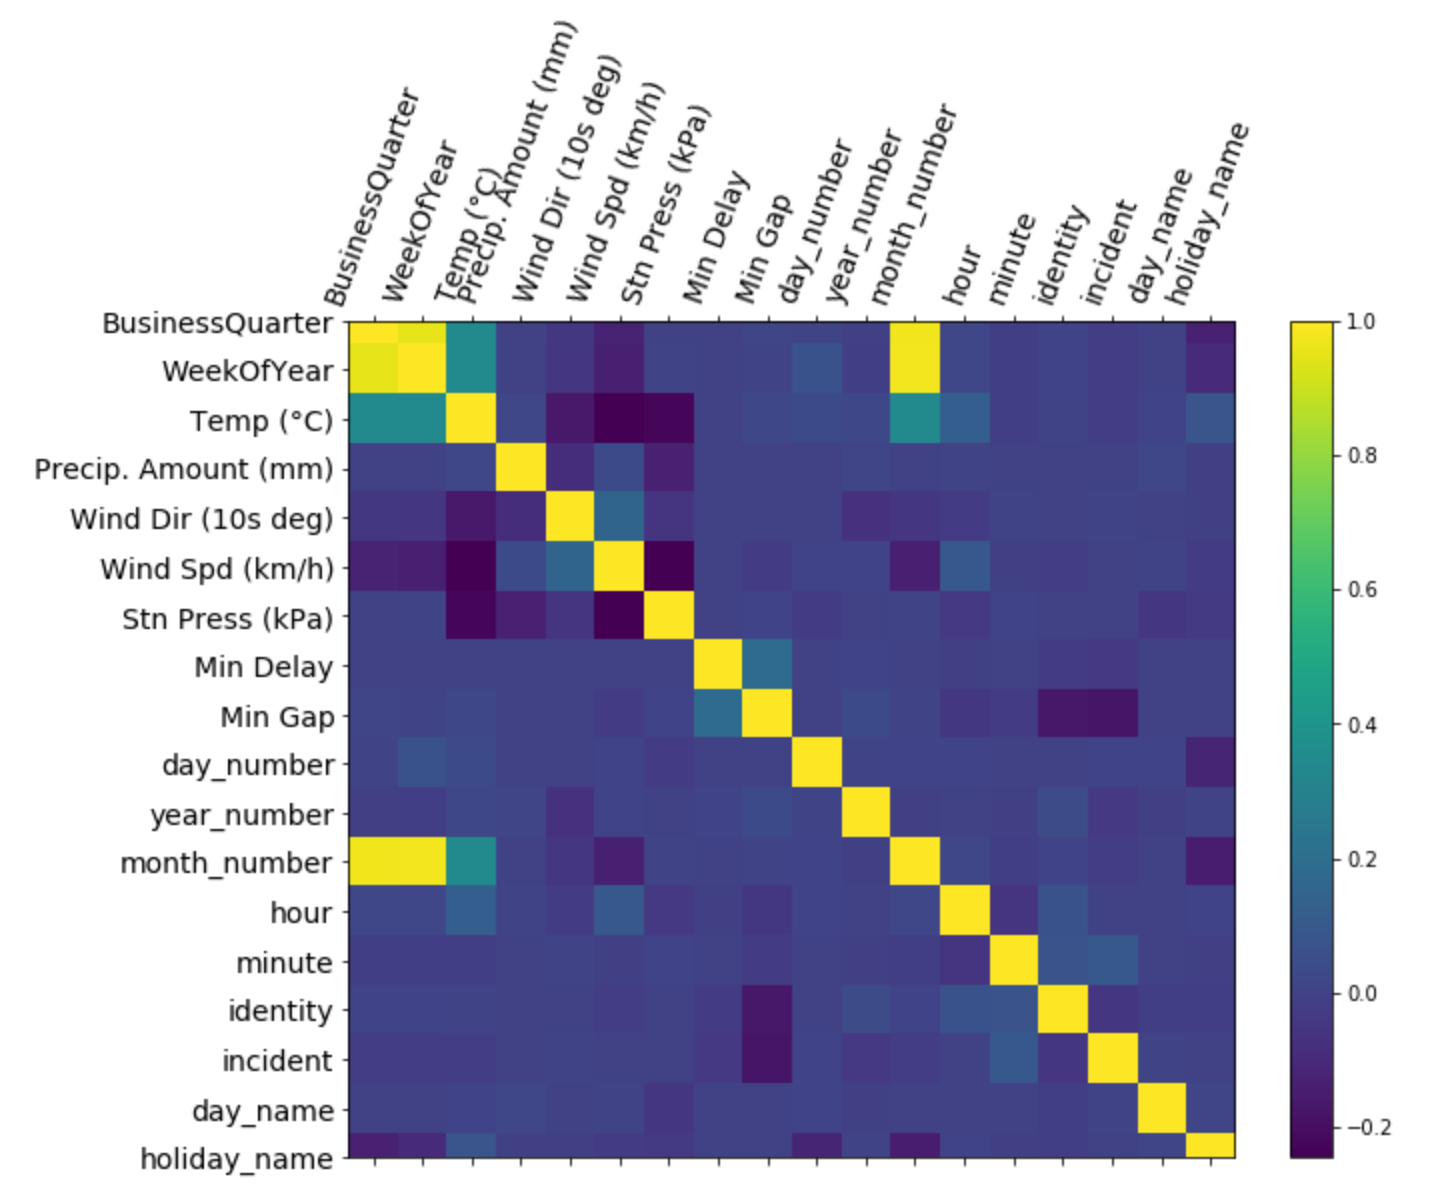 BusinessQuarter
WeekOfYear
Temp (°C)
Precip. Amount (mm)
Wind Dir (10s deg)
Wind Spd (km/h)
Stn Press (kPa)
Min Delay
Min Gap
day_number
year_number
month_number
hour
minute
identity
incident
day_name
holiday_name
BusinessQuarter
WeekOfYear
Temp (°C)
Precip. Amount (mm)
Wind Dir (10s deg)
Wind Spd (km/h)
Stn Press (kPa)
Min Delay
Min Gap
day_number
year_number
month_number
hour
minute
identity
incident
day_name
holiday_name
1.0
0.8
0.6
0.4
0.2
0.0
−0.2